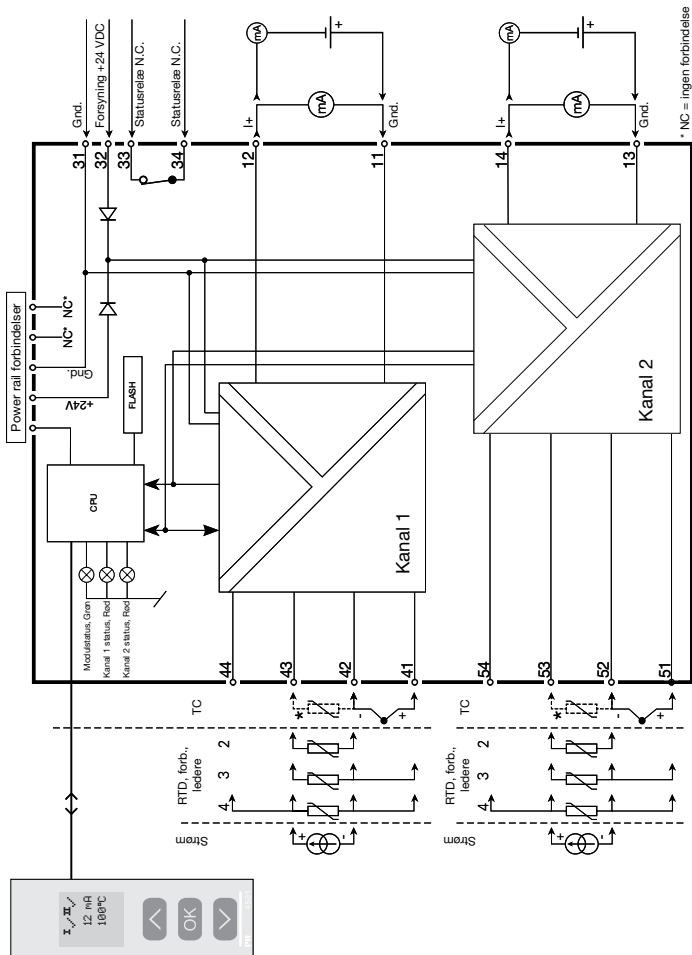 Power rail forbindelser
NC*
NC*
Gnd.
+24V
FLASH
CPU
Modulstatus, Grøn
Kanal 1 status, Rød
Kanal 2 status, Rød
31
Gnd.
32
Forsyning +24 VDC
33
Statusrelæ N.C.
34
Statusrelæ N.C.
12
I+
mA
mA
+
11
Gnd.
14
I+
mA
mA
+
13
Gnd.
* NC = ingen forbindelse
Kanal 1
Kanal 2
44
43
42
41
54
53
52
51
TC
*
-
+
RTD, forb.,
ledere
2
3
4
Strøm
+
-
TC
*
-
+
RTD, forb.,
ledere
2
3
4
Strøm
+
-
I II
12 mA
100°C
OK
PR